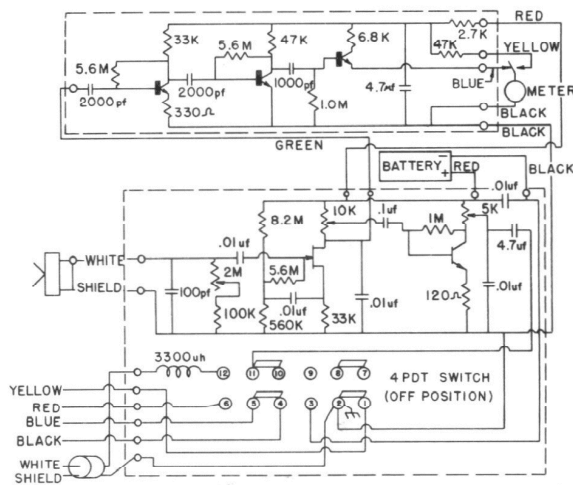 RED
2.7K
33K
5.6M
47K
6.8K
47K
YELLOW
5.6M
2000pf
1000pf
BLUE
METER
2000pf
330Ω
1.0M
4.7uf
BLACK
BLACK
GREEN
BATTERY
-
+
RED
BLACK
.01uf
8.2M
10K
.1uf
1M
5K
4.7uf
WHITE
.01uf
2M
5.6M
SHIELD
100pf
.01uf
.01uf
120Ω
.01uf
100K
560K
33K
3300uh
12
11
10
9
8
7
4 PDT SWITCH
(OFF POSITION)
YELLOW
RED
6
5
4
3
2
1
BLUE
BLACK
WHITE
SHIELD